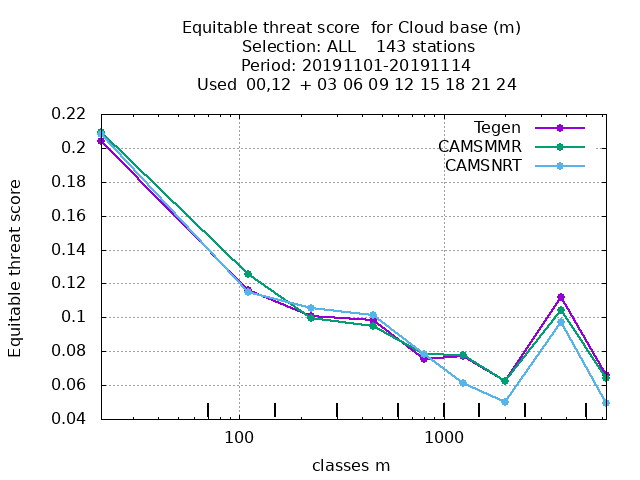 Equitable threat score  for Cloud base (m)
Selection: ALL    143 stations
Period: 20191101-20191114
Used  00,12  + 03 06 09 12 15 18 21 24
Equitable threat score
0.22
0.2
0.18
0.16
0.14
0.12
0.1
0.08
0.06
0.04
Tegen
CAMSMMR
CAMSNRT
100
1000
classes m